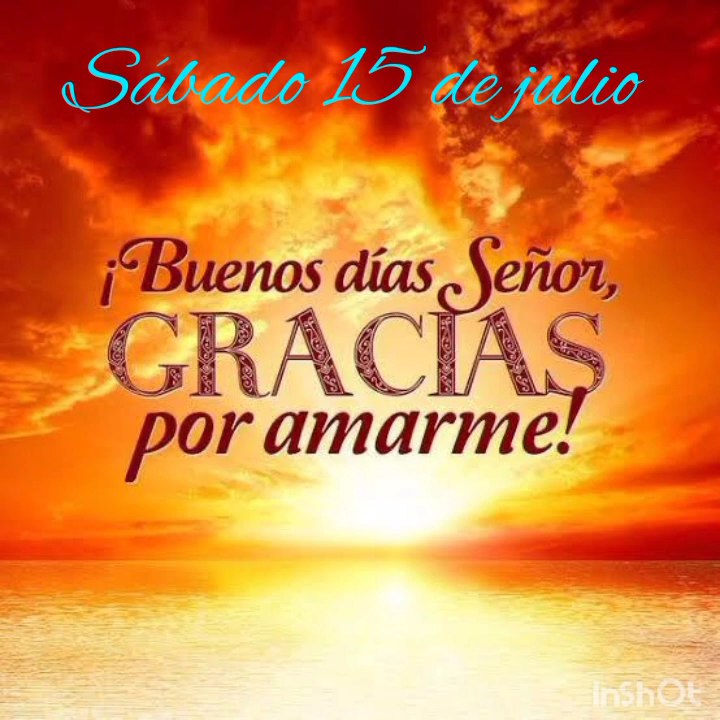 Sábado 15 de julio
¡Buenos días Señor,
GRACIAS
por amarme!
InShOt